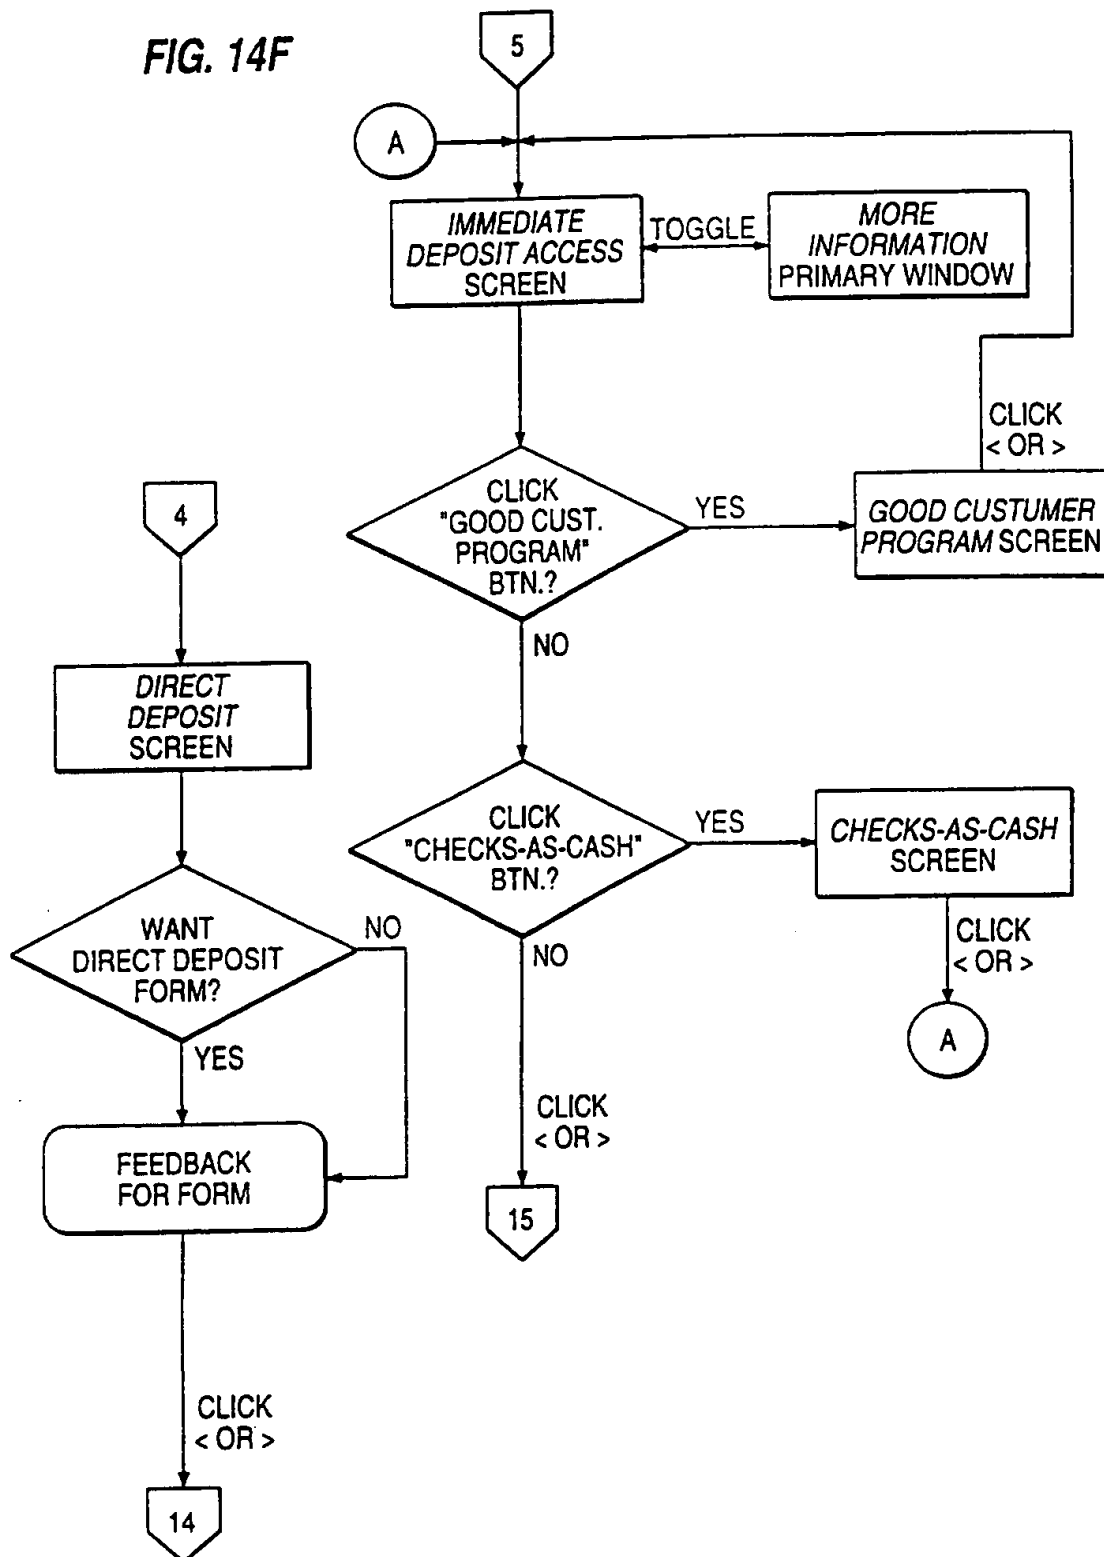 FIG. 14F
5
A
IMMEDIATE
DEPOSIT ACCESS
SCREEN
TOGGLE
MORE
INFORMATION
PRIMARY WINDOW
CLICK
< OR >
CLICK
"GOOD CUST.
PROGRAM"
BTN.?
YES
GOOD CUSTUMER
PROGRAM SCREEN
NO
4
DIRECT
DEPOSIT
SCREEN
CLICK
"CHECKS-AS-CASH"
BTN.?
YES
CHECKS-AS-CASH
SCREEN
NO
CLICK
< OR >
A
WANT
DIRECT DEPOSIT
FORM?
NO
YES
FEEDBACK
FOR FORM
CLICK
< OR >
15
CLICK
< OR >
14